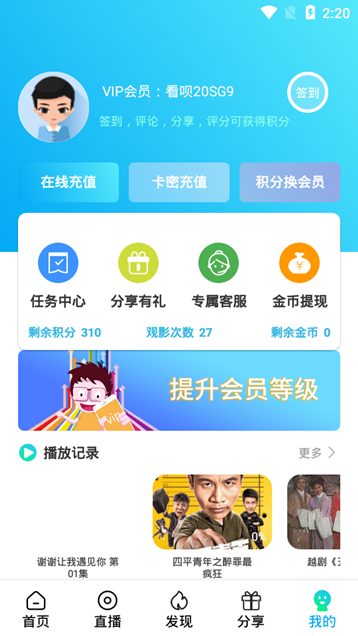 2:20
VIP会员：看呗20SG9
签到
签到，评论，分享，评分可获得积分
在线充值
卡密充值
积分换会员
任务中心
分享有礼
专属客服
金币提现
剩余积分 310
观影次数 27
剩余金币 0
VIP
提升会员等级
播放记录
更多
0%
谢谢让我遇见你 第
01集
四平青年之醉罪最
疯狂
越剧《
首页
直播
发现
分享
我的